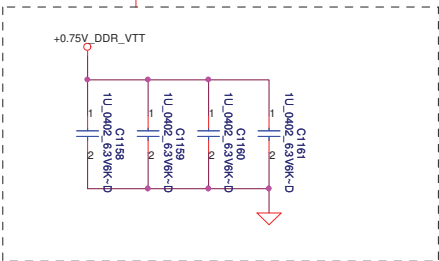 +0.75V_DDR_VTT
1
2
1U_0402_6.3V6K~D
C1158
1
2
1U_0402_6.3V6K~D
C1159
1
2
1U_0402_6.3V6K~D
C1160
1
2
1U_0402_6.3V6K~D
C1161